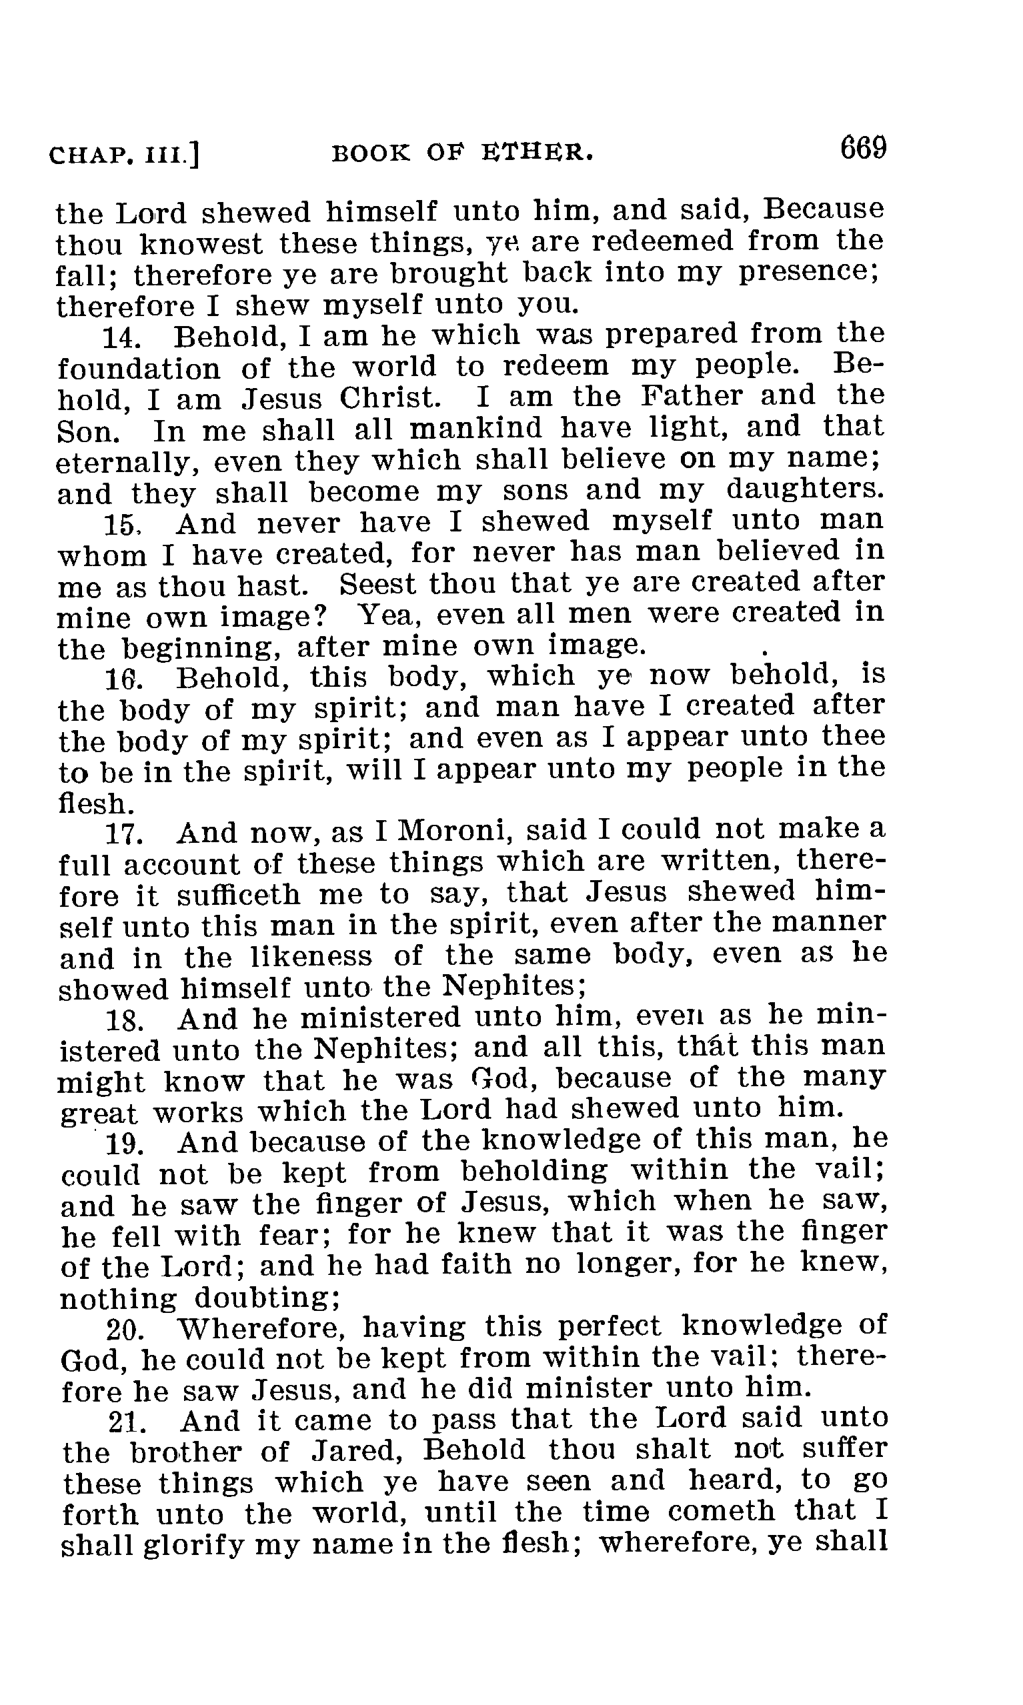 CHAP. III.] BOOK OF ETHER. 669
the Lord shewed himself unto him, and said, Because
thou knowest these things, ye are redeemed from the
fall; therefore ye are brought back into my presence;
therefore I shew myself unto you.
14. Behold, I am he which was prepared from the
foundation of the world to redeem my people. Be-
hold, I am Jesus Christ. I am the Father and the
Son. In me shall all mankind have light, and that
eternally, even they which shall believe on my name;
and they shall become my sons and my daughters.
15. And never have I shewed myself unto man
whom I have created, for never has man believed in
me as thou hast. Seest thou that ye are created after
mine own image? Yea, even all men were created in
the beginning, after mine own image.
16. Behold, this body, which ye now behold, is
the body of my spirit; and man have I created after
the body of my spirit; and even as I appear unto thee
to be in the spirit, will I appear unto my people in the
flesh.
17. And now, as I Moroni, said I could not make a
full account of these things which are written, there-
fore it sufficeth me to say, that Jesus shewed him-
self unto this man in the spirit, even after the manner
and in the likeness of the same body, even as he
showed himself unto the Nephites;
18. And he ministered unto him, even as he min-
istered unto the Nephites; and all this, that this man
might know that he was God, because of the many
great works which the Lord had shewed unto him.
19. And because of the knowledge of this man, he
could not be kept from beholding within the vail;
and he saw the finger of Jesus, which when he saw,
he fell with fear; for he knew that it was the finger
of the Lord; and he had faith no longer, for he knew,
nothing doubting;
20. Wherefore, having this perfect knowledge of
God, he could not be kept from within the vail; there-
fore he saw Jesus, and he did minister unto him.
21. And it came to pass that the Lord said unto
the brother of Jared, Behold thou shalt not suffer
these things which ye have seen and heard, to go
forth unto the world, until the time cometh that I
shall glorify my name in the flesh; wherefore, ye shall